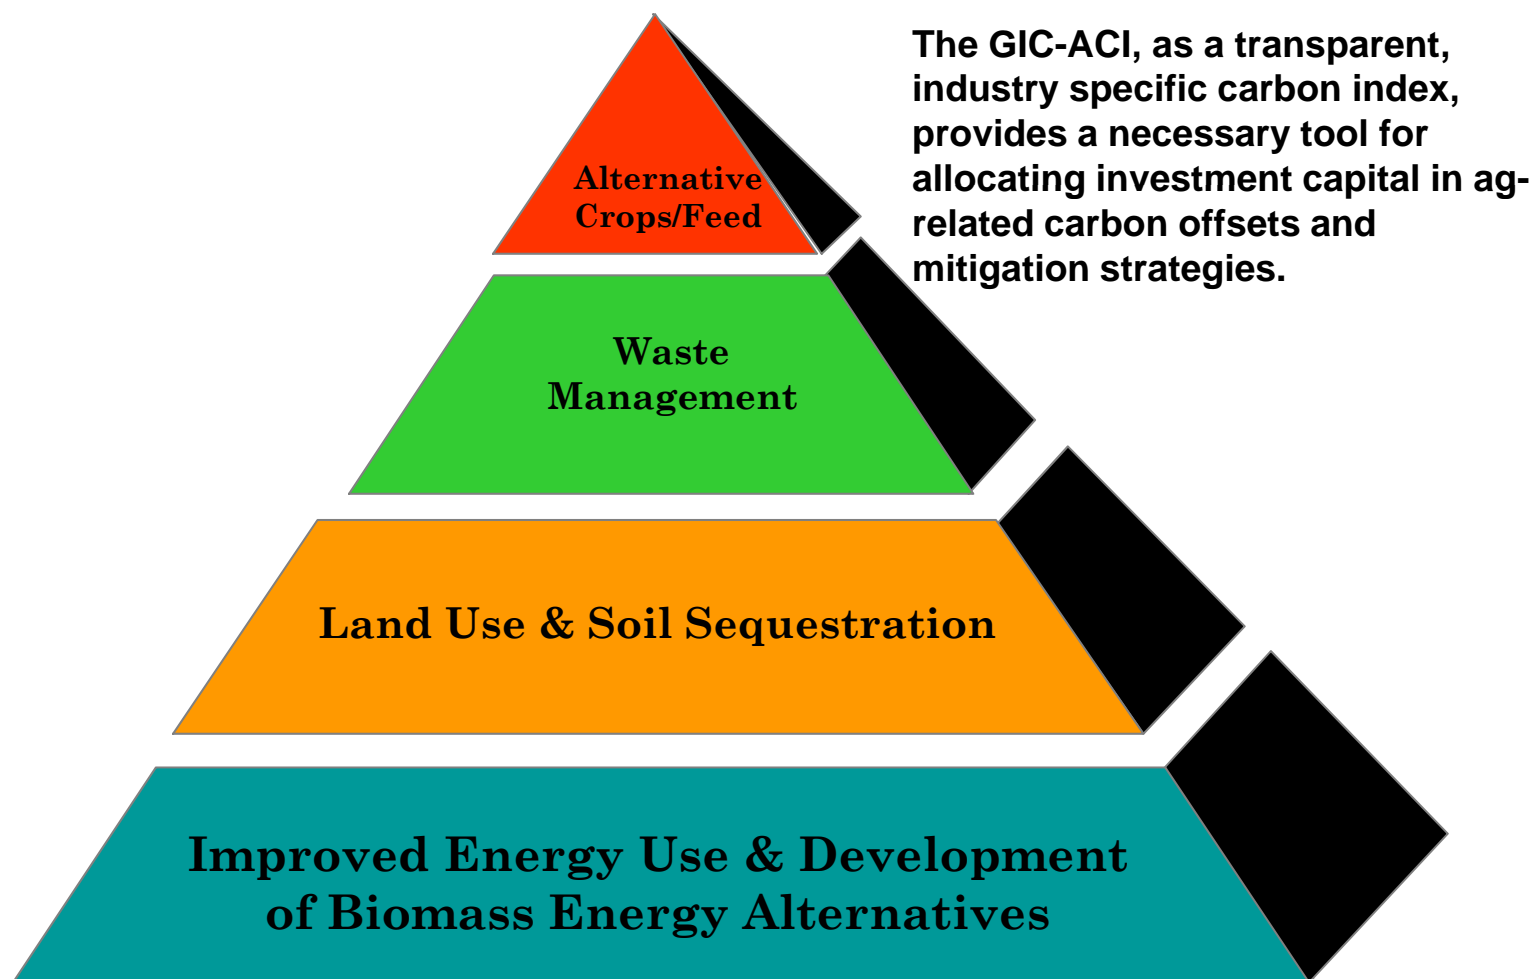 The GIC-ACI, as a transparent,
industry specific carbon index,
provides a necessary tool for
allocating investment capital in ag-
related carbon offsets and
mitigation strategies.
Alternative
Crops/Feed
Waste
Management
Land Use & Soil Sequestration
Improved Energy Use & Development
of Biomass Energy Alternatives